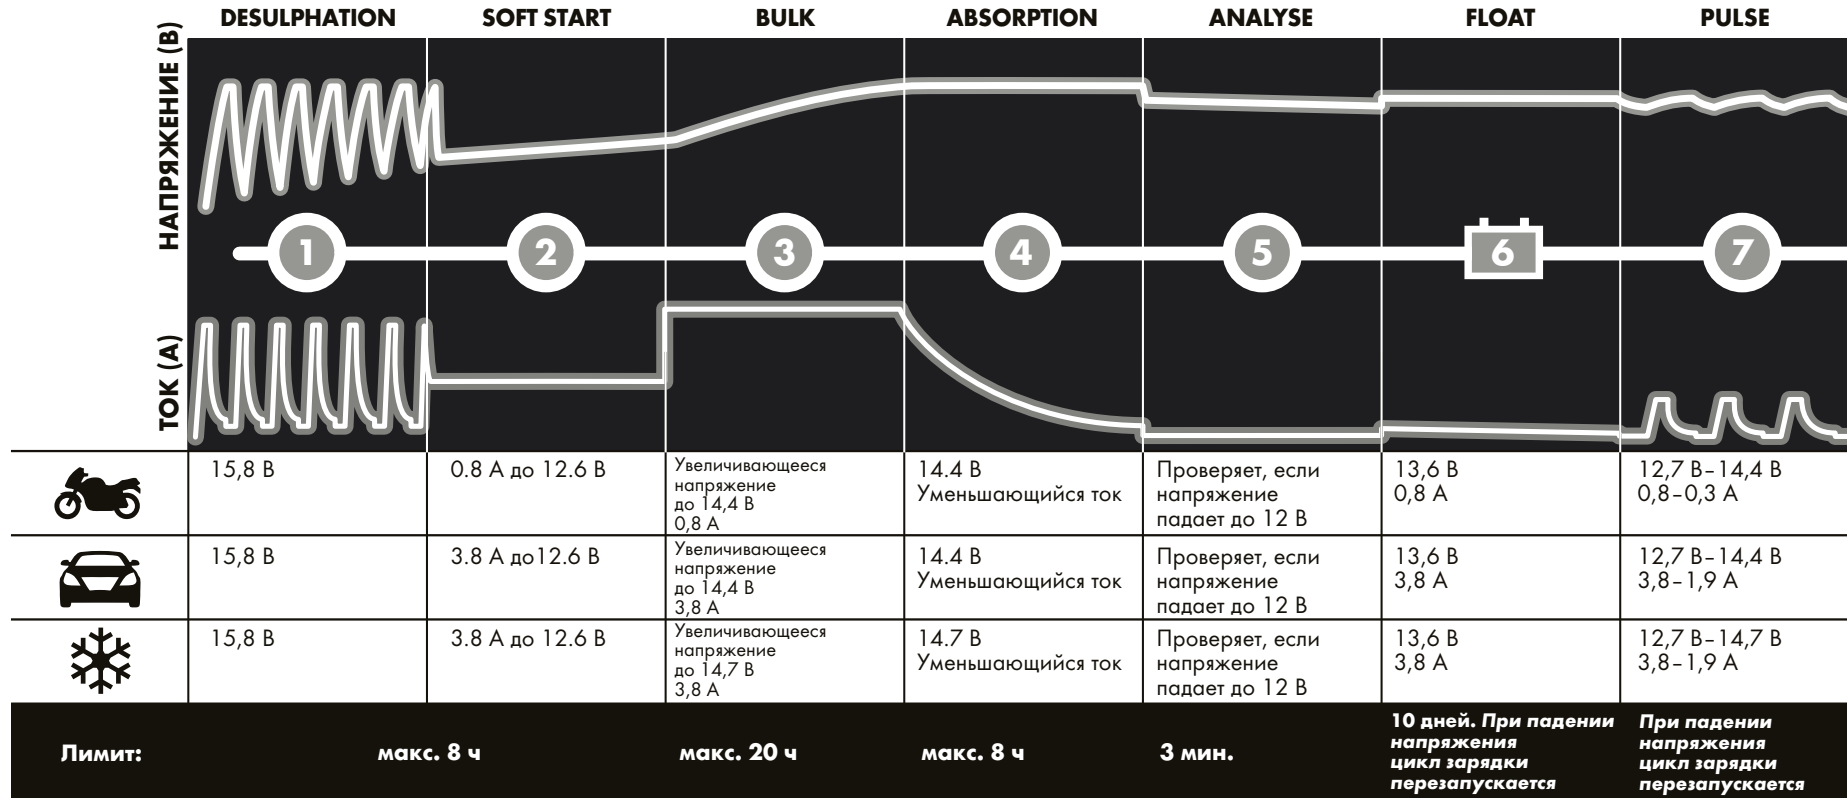 DESULPHATION
SOFT START
BULK
ABSORPTION
ANALYSE
FLOAT
PULSE
НАПРЯЖЕНИЕ (В)
1
2
3
4
5
6
7
ТОК (А)
15,8 В
0.8 А до 12.6 В
Увеличивающееся
напряжение
до 14,4 В
0,8 А
14.4 В
Уменьшающийся ток
Проверяет, если
напряжение
падает до 12 В
13,6 В
0,8 А
12,7 В–14,4 В
0,8–0,3 А
15,8 В
3.8 А до12.6 В
Увеличивающееся
напряжение
до 14,4 В
3,8 А
14.4 В
Уменьшающийся ток
Проверяет, если
напряжение
падает до 12 В
13,6 В
3,8 А
12,7 В–14,4 В
3,8–1,9 А
15,8 В
3.8 А до 12.6 В
Увеличивающееся
напряжение
до 14,7 В
3,8 А
14.7 В
Уменьшающийся ток
Проверяет, если
напряжение
падает до 12 В
13,6 В
3,8 А
12,7 В–14,7 В
3,8–1,9 А
Лимит:
макс. 8 ч
макс. 20 ч
макс. 8 ч
3 мин.
10 дней. При падении
напряжения
цикл зарядки
перезапускается
При падении
напряжения
цикл зарядки
перезапускается